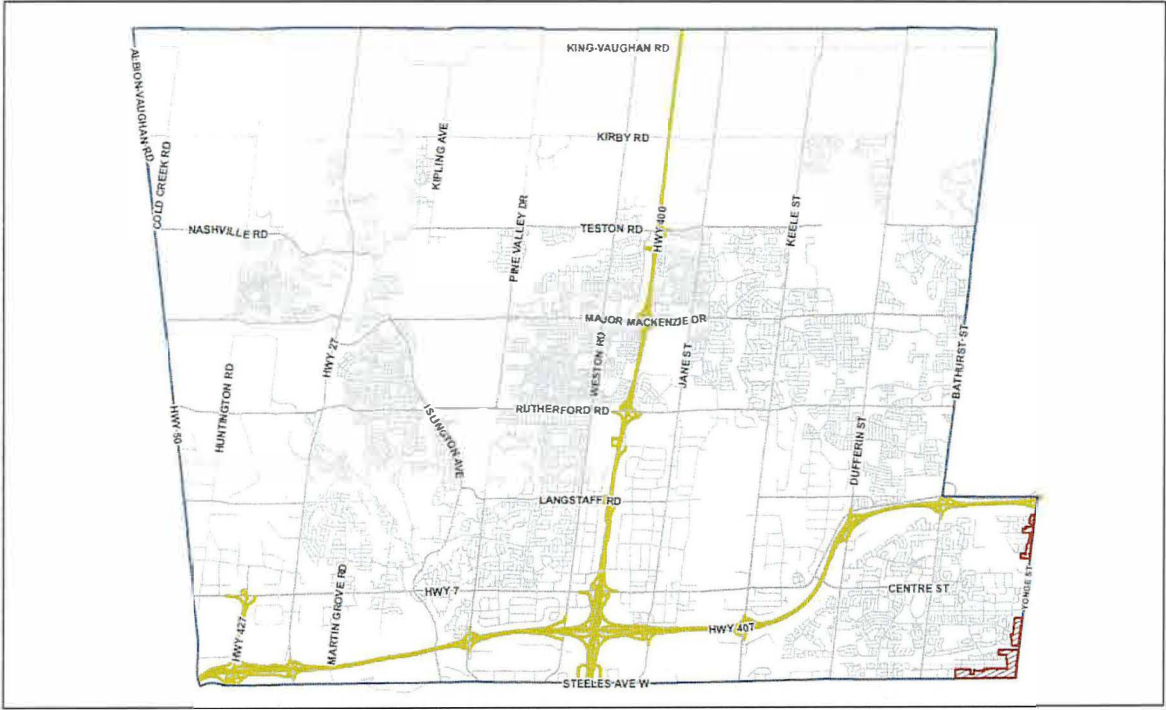 KING-VAUGHAN RD
ALBION-VAUGHAN RD
KIRBY RD
COLD CREEK RD
KIPLING AVE
PINE VALLEY DR
NASHVILLE RD
TESTON RD
HWY 400
KEELE ST
MAJOR MACKENZIE DR
HWY 27
WESTON RD
JANE ST
BATHURST ST
HUNTINGTON RD
HWY 50
ISLINGTON AVE
RUTHERFORD RD
DUFFERIN ST
LANGSTAFF RD
HWY 7
CENTRE ST
YONGE ST
MARTIN GROVE RD
HWY 427
HWY 407
STEELES AVE W